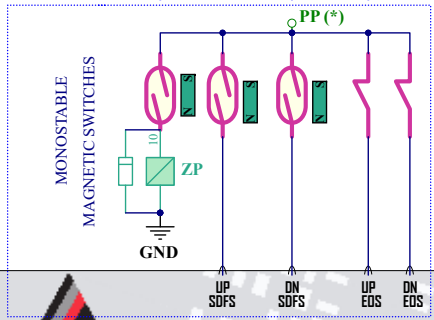 PP (*)
MONOSTABLE
MAGNETIC SWITCHES
S
N
S
N
S
N
10
ZP
GND
UP
SDFS
DN
SDFS
UP
EOS
DN
EOS